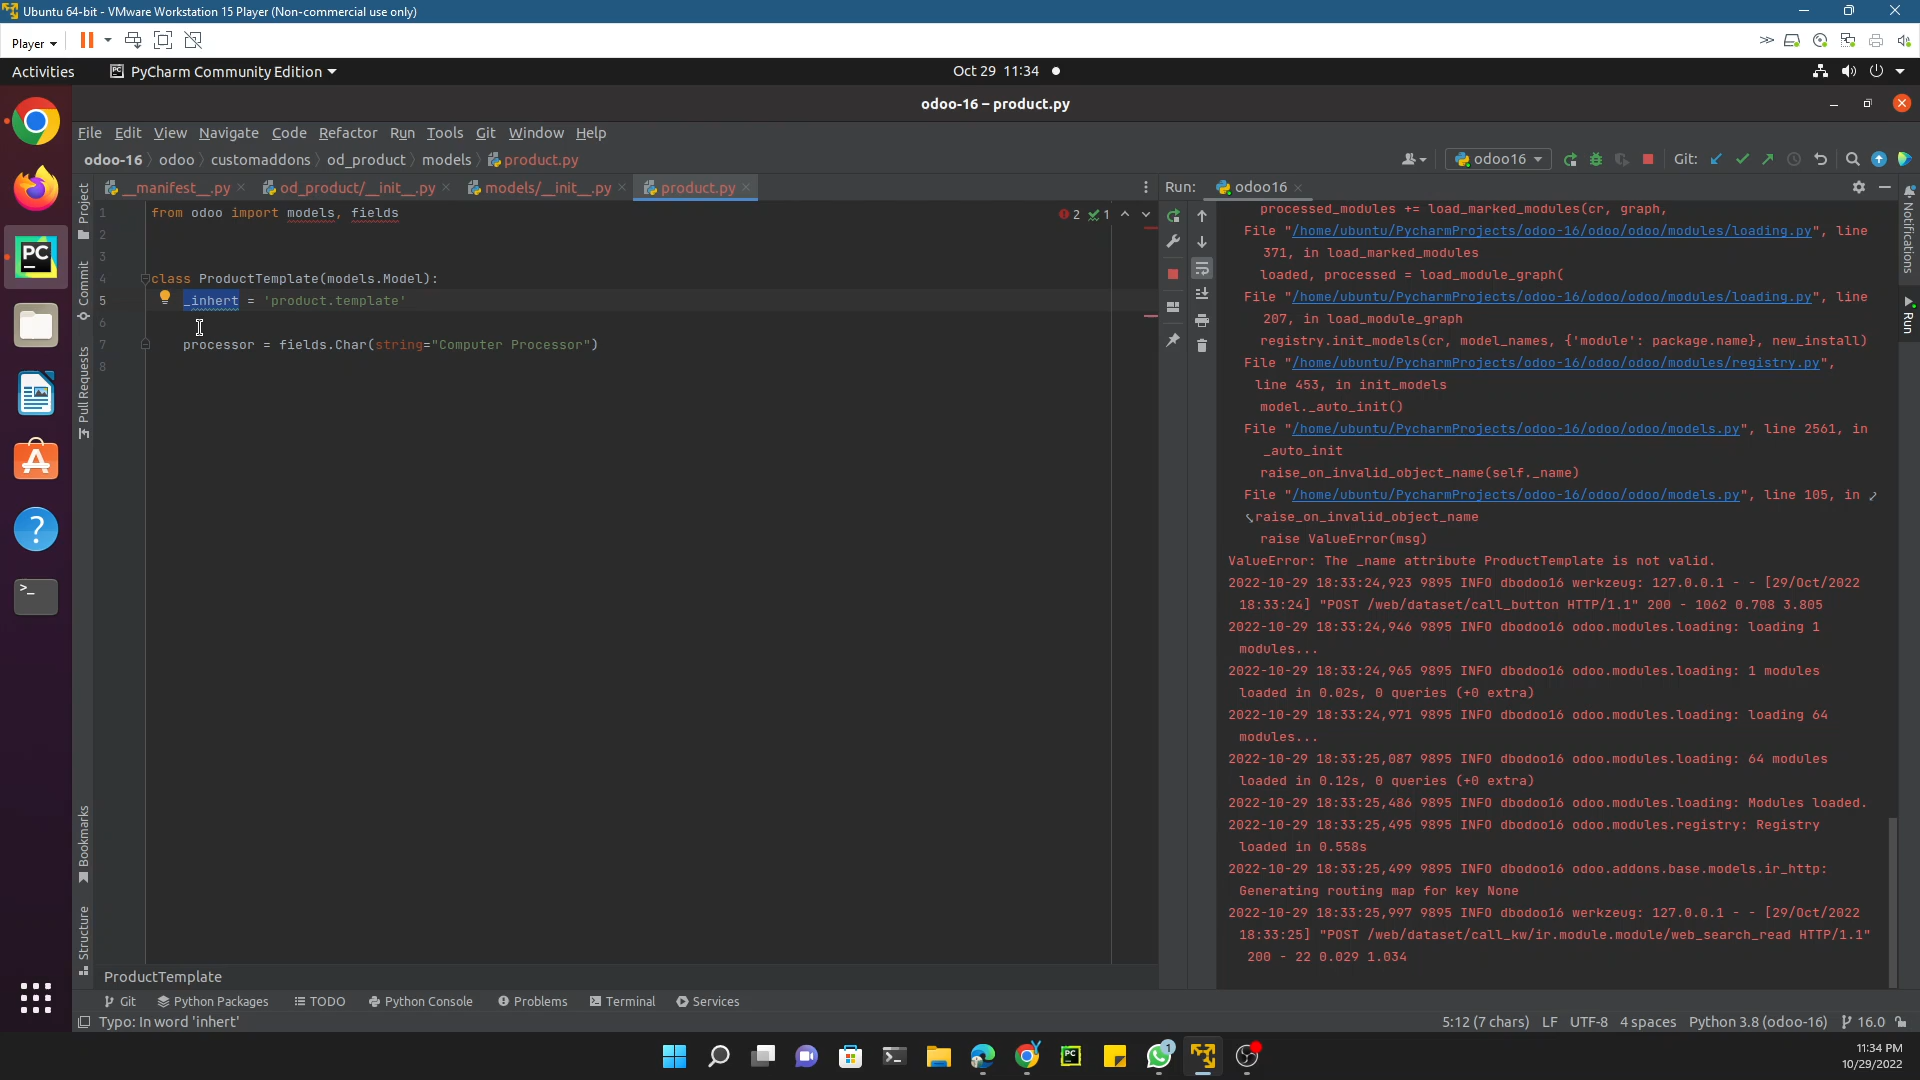 Ubuntu 64-bit - VMware Workstation 15 Player (Non-commercial use only)
Player
Activities
PyCharm Community Edition
Oct 29 11:34
odoo-16 – product.py
File Edit View Navigate Code Refactor Run Tools Git Window Help
odoo-16 odoo customaddons od_product models product.py
odoo16
Git:
__manifest__.py
od_product/__init__.py
models/__init__.py
product.py
Run: odoo16
Project
Commit
Pull Requests
Bookmarks
Structure
Notifications
Run
2 1
1 from odoo import models, fields
2
3
4 class ProductTemplate(models.Model):
5 _inhert = 'product.template'
6
7 processor = fields.Char(string="Computer Processor")
8
processed_modules += load_marked_modules(cr, graph,
File "/home/ubuntu/PycharmProjects/odoo-16/odoo/odoo/modules/loading.py", line
371, in load_marked_modules
loaded, processed = load_module_graph(
File "/home/ubuntu/PycharmProjects/odoo-16/odoo/odoo/modules/loading.py", line
207, in load_module_graph
registry.init_models(cr, model_names, {'module': package.name}, new_install)
File "/home/ubuntu/PycharmProjects/odoo-16/odoo/odoo/modules/registry.py",
line 453, in init_models
model._auto_init()
File "/home/ubuntu/PycharmProjects/odoo-16/odoo/odoo/models.py", line 2561, in
_auto_init
raise_on_invalid_object_name(self._name)
File "/home/ubuntu/PycharmProjects/odoo-16/odoo/odoo/models.py", line 105, in
raise_on_invalid_object_name
raise ValueError(msg)
ValueError: The _name attribute ProductTemplate is not valid.
2022-10-29 18:33:24,923 9895 INFO dbodoo16 werkzeug: 127.0.0.1 - - [29/Oct/2022
18:33:24] "POST /web/dataset/call_button HTTP/1.1" 200 - 1062 0.708 3.805
2022-10-29 18:33:24,946 9895 INFO dbodoo16 odoo.modules.loading: loading 1
modules...
2022-10-29 18:33:24,965 9895 INFO dbodoo16 odoo.modules.loading: 1 modules
loaded in 0.02s, 0 queries (+0 extra)
2022-10-29 18:33:24,971 9895 INFO dbodoo16 odoo.modules.loading: loading 64
modules...
2022-10-29 18:33:25,087 9895 INFO dbodoo16 odoo.modules.loading: 64 modules
loaded in 0.12s, 0 queries (+0 extra)
2022-10-29 18:33:25,486 9895 INFO dbodoo16 odoo.modules.loading: Modules loaded.
2022-10-29 18:33:25,495 9895 INFO dbodoo16 odoo.modules.registry: Registry
loaded in 0.558s
2022-10-29 18:33:25,499 9895 INFO dbodoo16 odoo.addons.base.models.ir_http:
Generating routing map for key None
2022-10-29 18:33:25,997 9895 INFO dbodoo16 werkzeug: 127.0.0.1 - - [29/Oct/2022
18:33:25] "POST /web/dataset/call_kw/ir.module.module/web_search_read HTTP/1.1"
200 - 22 0.029 1.034
ProductTemplate
Git Python Packages TODO Python Console Problems Terminal Services
Typo: In word 'inhert'
5:12 (7 chars) LF UTF-8 4 spaces Python 3.8 (odoo-16) 16.0
11:34 PM
10/29/2022